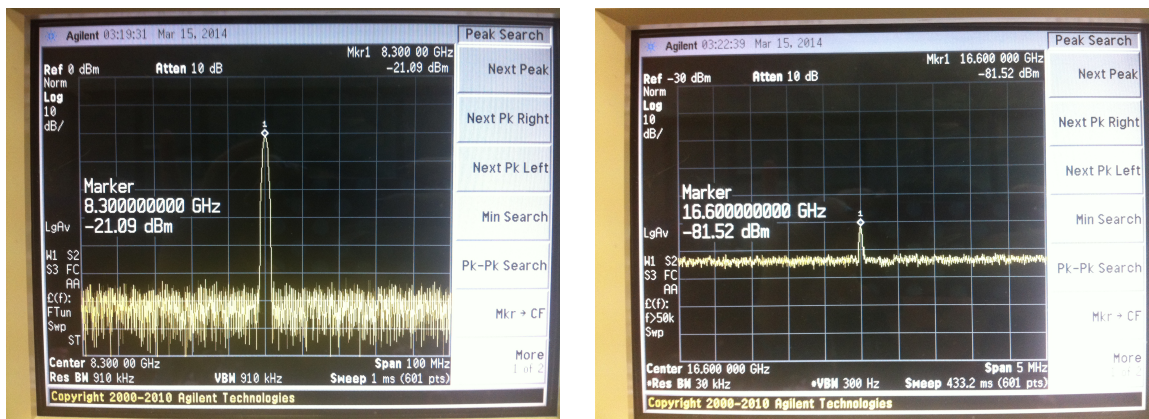 Agilent 03:19:31 Mar 15, 2014
Peak Search
Mkr1 8.300 00 GHz
Ref 0 dBm Atten 10 dB -21.09 dBm
Norm
Log
10
dB/
1
Marker
8.300000000 GHz
-21.09 dBm
LgAv
W1 S2
S3 FC
AA
£(f):
FTun
Swp
ST
Center 8.300 00 GHz Span 100 MHz
Res BW 910 kHz VBW 910 kHz Sweep 1 ms (601 pts)
Copyright 2000-2010 Agilent Technologies
Next Peak
Next Pk Right
Next Pk Left
Min Search
Pk-Pk Search
Mkr → CF
More
1 of 2
Agilent 03:22:39 Mar 15, 2014
Peak Search
Mkr1 16.600 000 GHz
Ref -30 dBm Atten 10 dB -81.52 dBm
Norm
Log
10
dB/
1
Marker
16.600000000 GHz
-81.52 dBm
LgAv
W1 S2
S3 FC
AA
£(f):
f>50k
Swp
Center 16.600 000 GHz Span 5 MHz
•Res BW 30 kHz •VBW 300 Hz Sweep 433.2 ms (601 pts)
Copyright 2000-2010 Agilent Technologies
Next Peak
Next Pk Right
Next Pk Left
Min Search
Pk-Pk Search
Mkr → CF
More